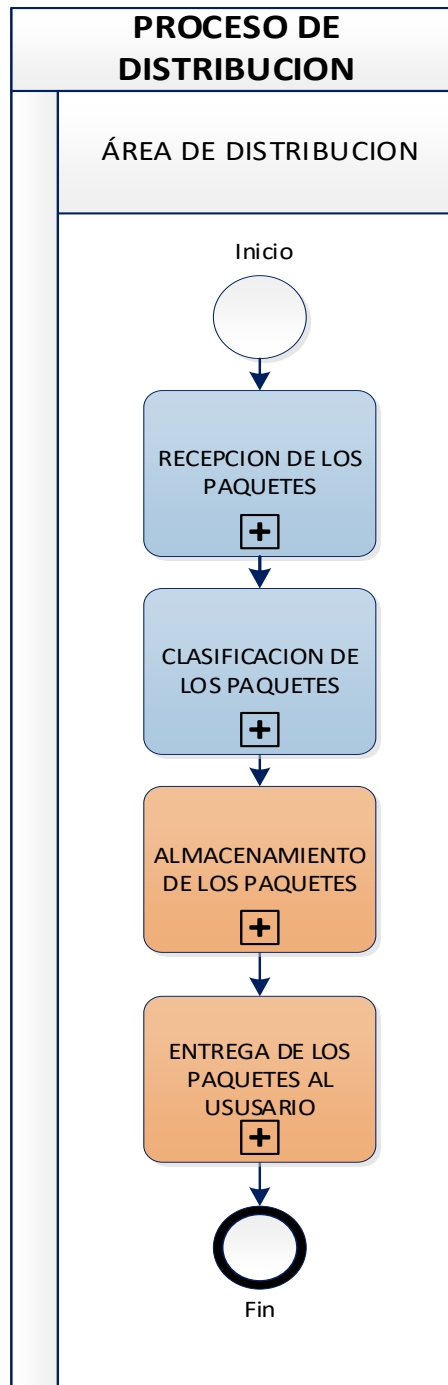 PROCESO DE
DISTRIBUCION
ÁREA DE DISTRIBUCION
Inicio
RECEPCION DE LOS
PAQUETES
CLASIFICACION DE
LOS PAQUETES
ALMACENAMIENTO
DE LOS PAQUETES
ENTREGA DE LOS
PAQUETES AL
USUSARIO
Fin